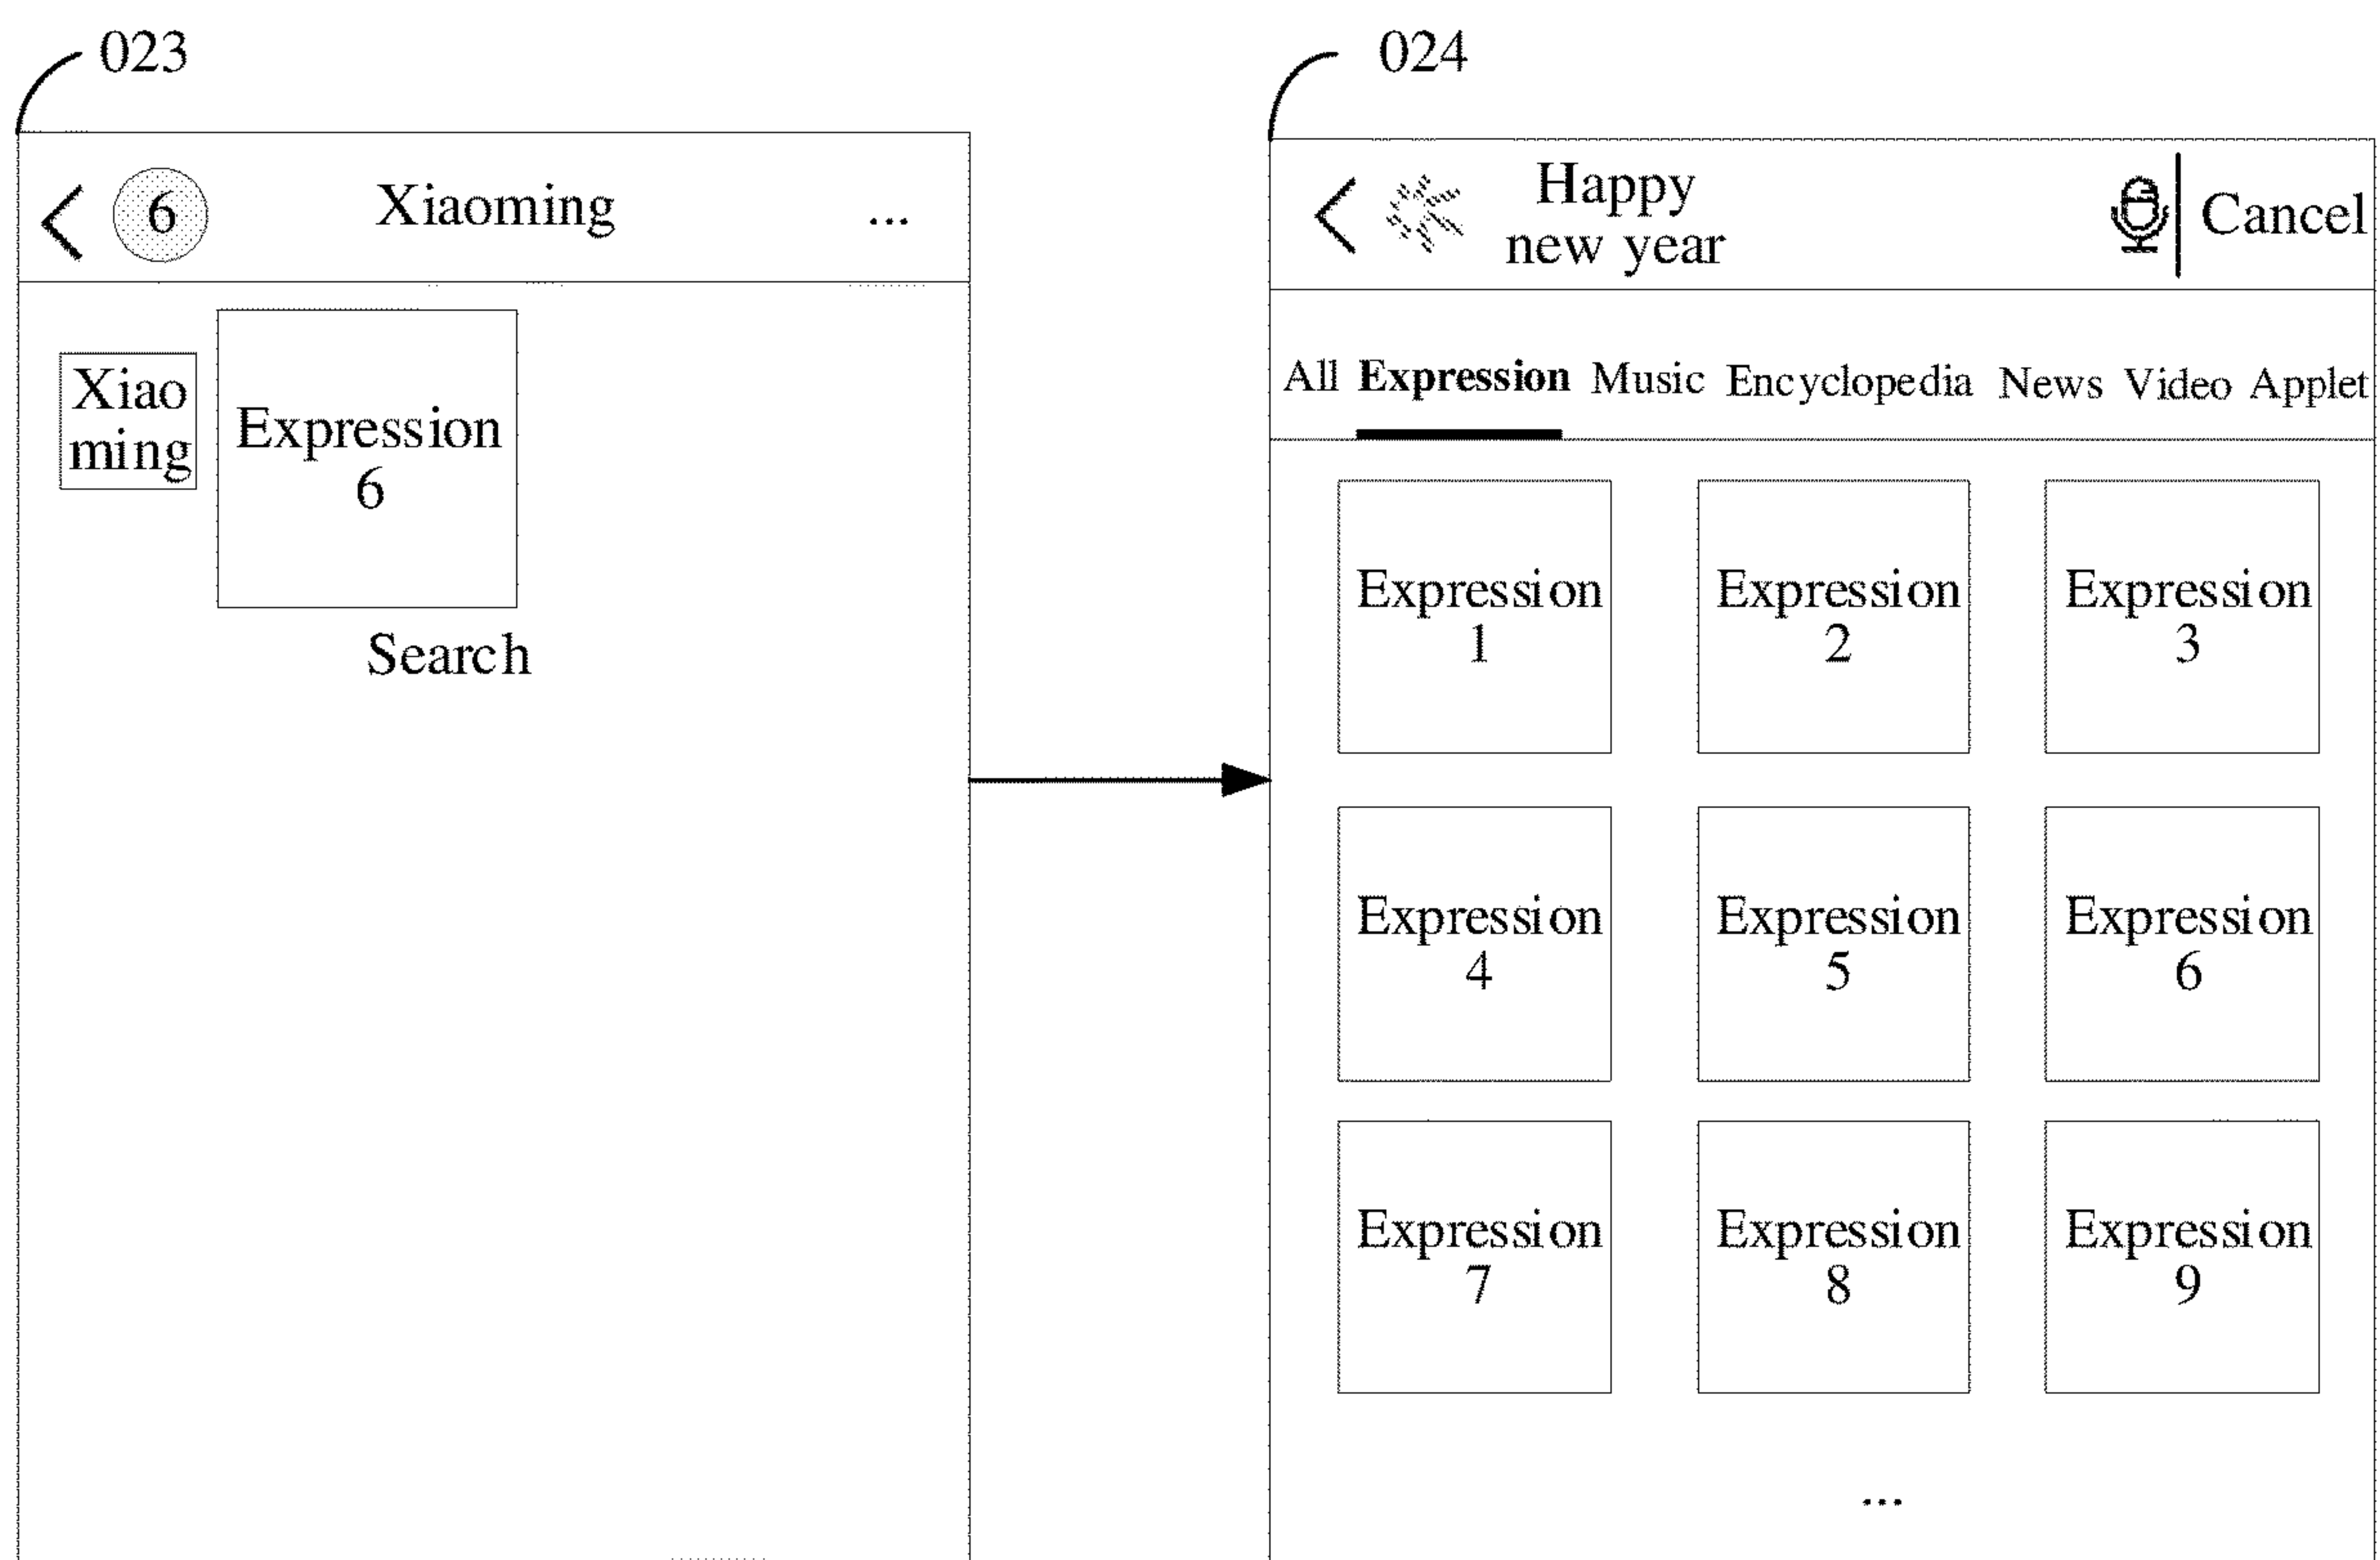 023
6
Xiaoming
...
Xiao
ming
Expression
6
Search
024
Happy
new year
Cancel
All Expression Music Encyclopedia News Video Applet
Expression
1
Expression
2
Expression
3
Expression
4
Expression
5
Expression
6
Expression
7
Expression
8
Expression
9
...